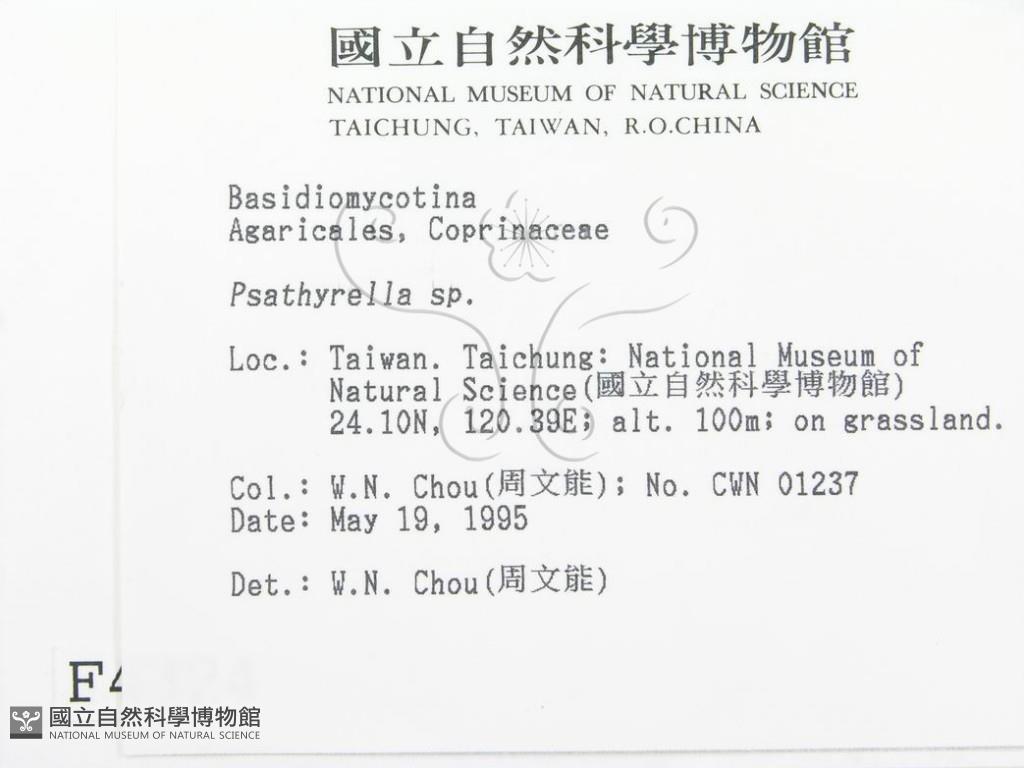 國立自然科學博物館
NATIONAL MUSEUM OF NATURAL SCIENCE
TAICHUNG, TAIWAN, R.O.CHINA
Basidiomycotina
Agaricales, Coprinaceae
Psathyrella sp.
Loc.: Taiwan. Taichung: National Museum of
Natural Science(國立自然科學博物館)
24.10N, 120.39E; alt. 100m; on grassland.
Col.: W.N. Chou(周文能); No. CWN 01237
Date: May 19, 1995
Det.: W.N. Chou(周文能)
國立自然科學博物館
NATIONAL MUSEUM OF NATURAL SCIENCE